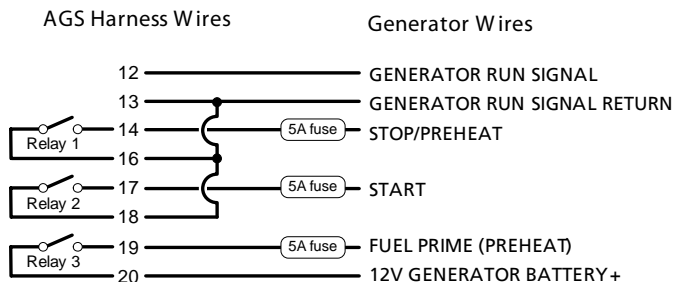 AGS Harness Wires Generator Wires
12 GENERATOR RUN SIGNAL
13 GENERATOR RUN SIGNAL RETURN
14 5A fuse STOP/PREHEAT
Relay 1
16
17 5A fuse START
Relay 2
18
19 5A fuse FUEL PRIME (PREHEAT)
Relay 3
20 12V GENERATOR BATTERY+